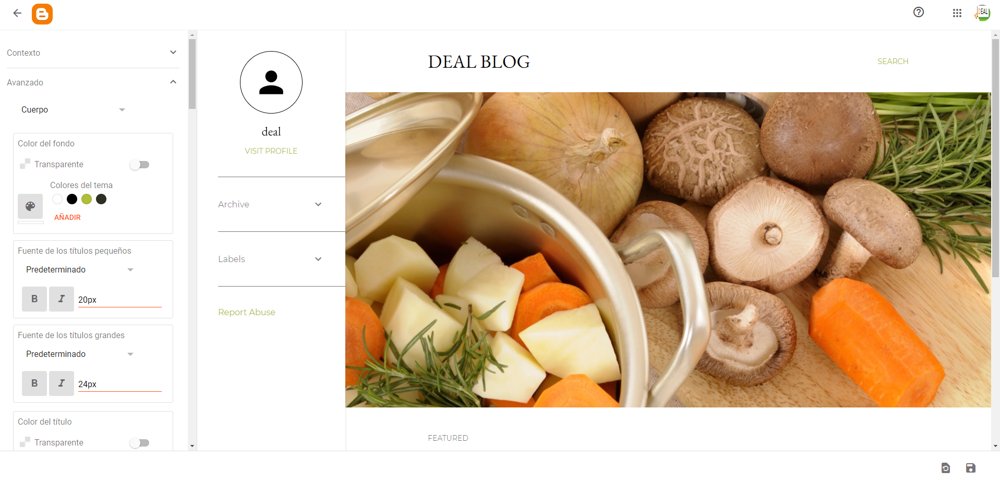 DEAL
Contexto
Avanzado
Cuerpo
Color del fondo
Transparente
Colores del tema
AÑADIR
Fuente de los títulos pequeños
Predeterminado
B I 20px
Fuente de los títulos grandes
Predeterminado
B I 24px
Color del título
Transparente
deal
VISIT PROFILE
Archive
Labels
Report Abuse
DEAL BLOG
SEARCH
FEATURED